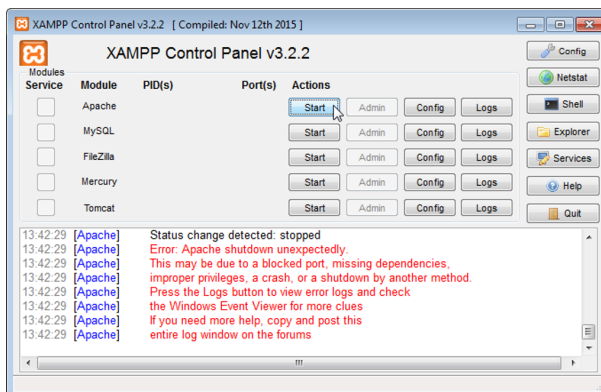 XAMPP Control Panel v3.2.2 [ Compiled: Nov 12th 2015 ]
XAMPP Control Panel v3.2.2
Config
Modules
Service Module PID(s) Port(s) Actions
Netstat
Apache Start Admin Config Logs
Shell
MySQL Start Admin Config Logs
Explorer
FileZilla Start Admin Config Logs
Services
Mercury Start Admin Config Logs
Help
Tomcat Start Admin Config Logs
Quit
13:42:29 [Apache] Status change detected: stopped
13:42:29 [Apache] Error: Apache shutdown unexpectedly.
13:42:29 [Apache] This may be due to a blocked port, missing dependencies,
13:42:29 [Apache] improper privileges, a crash, or a shutdown by another method.
13:42:29 [Apache] Press the Logs button to view error logs and check
13:42:29 [Apache] the Windows Event Viewer for more clues
13:42:29 [Apache] If you need more help, copy and post this
13:42:29 [Apache] entire log window on the forums